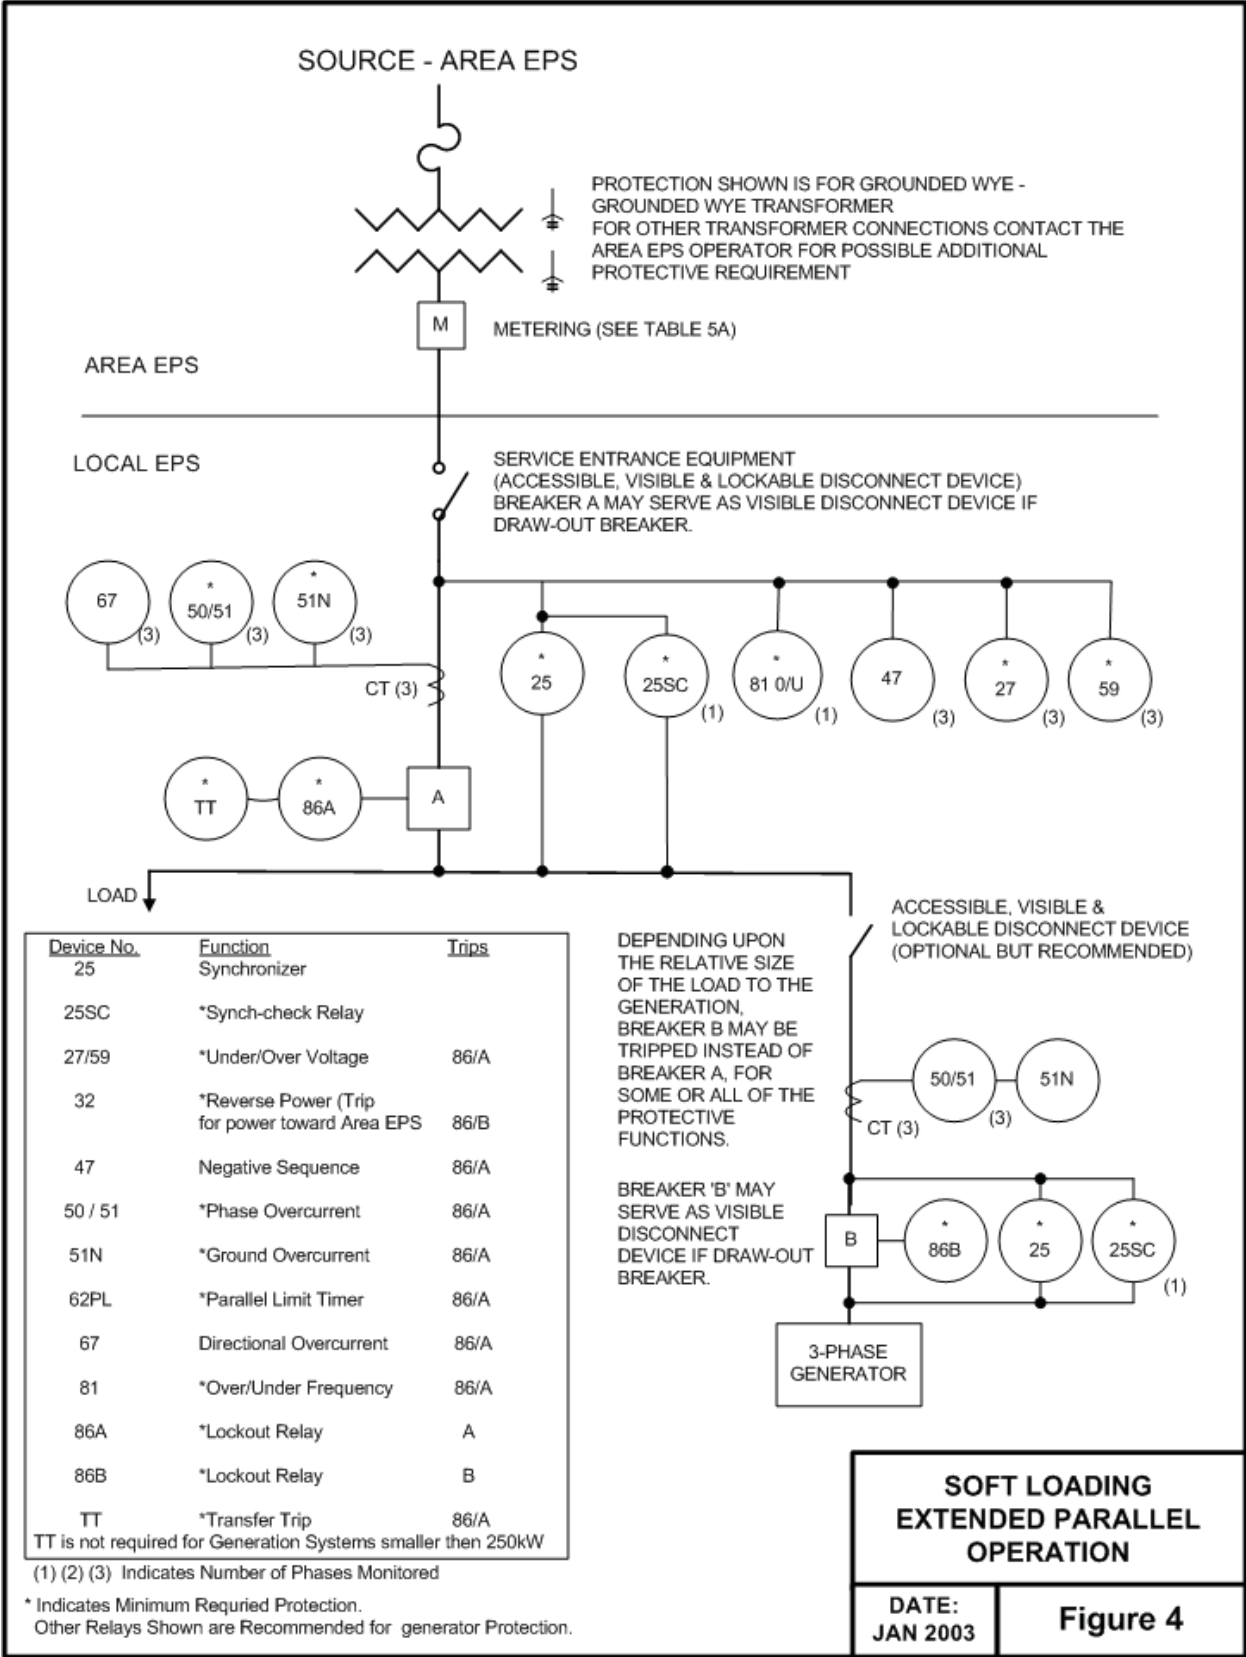 SOURCE - AREA EPS
PROTECTION SHOWN IS FOR GROUNDED WYE -
GROUNDED WYE TRANSFORMER
FOR OTHER TRANSFORMER CONNECTIONS CONTACT THE
AREA EPS OPERATOR FOR POSSIBLE ADDITIONAL
PROTECTIVE REQUIREMENT
M
METERING (SEE TABLE 5A)
AREA EPS
LOCAL EPS
SERVICE ENTRANCE EQUIPMENT
(ACCESSIBLE, VISIBLE & LOCKABLE DISCONNECT DEVICE)
BREAKER A MAY SERVE AS VISIBLE DISCONNECT DEVICE IF
DRAW-OUT BREAKER.
67
(3)
*
50/51
(3)
*
51N
(3)
CT (3)
*
25
*
25SC
(1)
*
81 0/U
(1)
47
(3)
*
27
(3)
*
59
(3)
*
TT
*
86A
A
LOAD
ACCESSIBLE, VISIBLE &
LOCKABLE DISCONNECT DEVICE
(OPTIONAL BUT RECOMMENDED)
DEPENDING UPON
THE RELATIVE SIZE
OF THE LOAD TO THE
GENERATION,
BREAKER B MAY BE
TRIPPED INSTEAD OF
BREAKER A, FOR
SOME OR ALL OF THE
PROTECTIVE
FUNCTIONS.
50/51
(3)
51N
CT (3)
BREAKER 'B' MAY
SERVE AS VISIBLE
DISCONNECT
DEVICE IF DRAW-OUT
BREAKER.
B
*
86B
*
25
*
25SC
(1)
3-PHASE
GENERATOR
Device No. Function Trips
25 Synchronizer
25SC *Synch-check Relay
27/59 *Under/Over Voltage 86/A
32 *Reverse Power (Trip
for power toward Area EPS 86/B
47 Negative Sequence 86/A
50 / 51 *Phase Overcurrent 86/A
51N *Ground Overcurrent 86/A
62PL *Parallel Limit Timer 86/A
67 Directional Overcurrent 86/A
81 *Over/Under Frequency 86/A
86A *Lockout Relay A
86B *Lockout Relay B
TT *Transfer Trip 86/A
TT is not required for Generation Systems smaller then 250kW
(1) (2) (3) Indicates Number of Phases Monitored
* Indicates Minimum Requried Protection.
Other Relays Shown are Recommended for generator Protection.
SOFT LOADING
EXTENDED PARALLEL
OPERATION
DATE:
JAN 2003
Figure 4